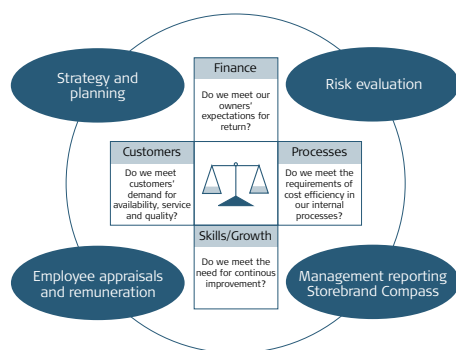 Strategy and
planning
Finance
Do we meet our
owners'
expectations for
return?
Risk evaluation
Customers
Do we meet
customers'
demand for
availability, service
and quality?
Processes
Do we meet the
requirements of
cost efficiency in
our internal
processes?
Skills/Growth
Do we meet the
need for continous
improvement?
Employee appraisals
and remuneration
Management reporting
Storebrand Compass